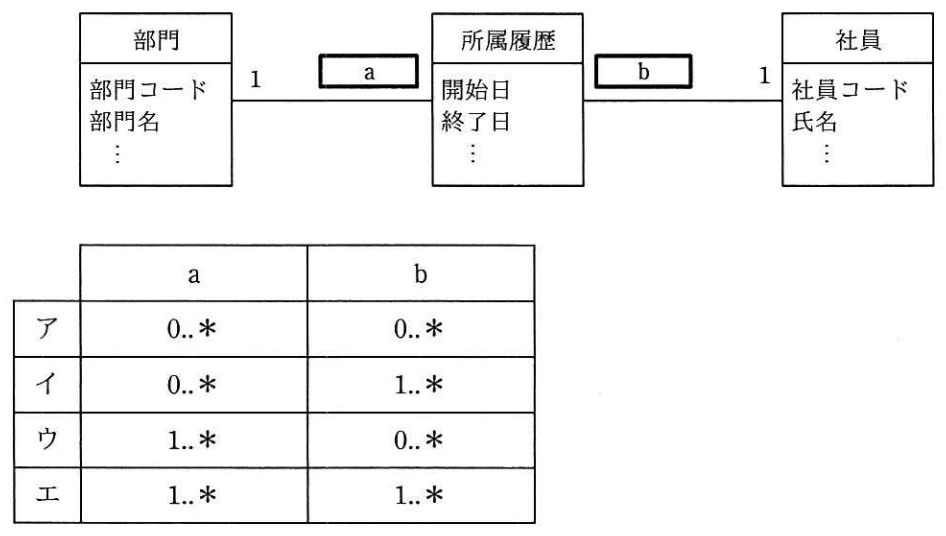 部門
部門コード
部門名
⋮
1
a
所属履歴
開始日
終了日
⋮
b
1
社員
社員コード
氏名
⋮
a b
ア 0..* 0..*
イ 0..* 1..*
ウ 1..* 0..*
エ 1..* 1..*